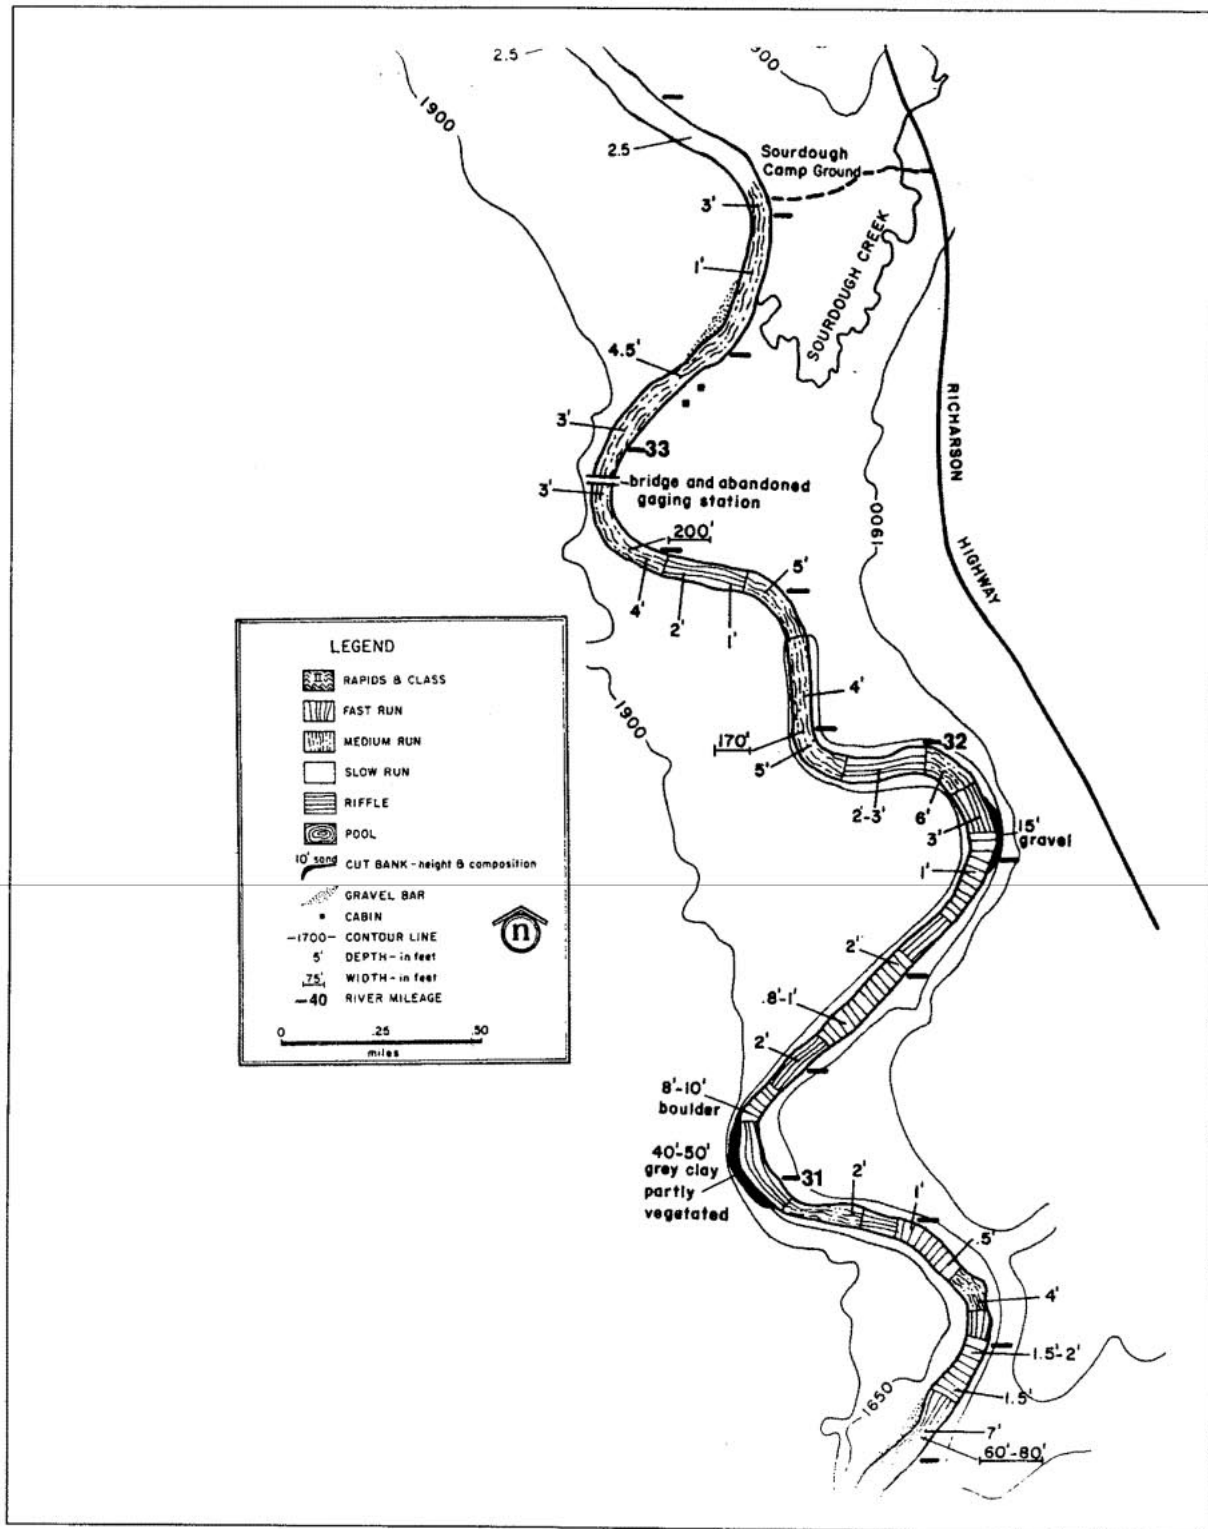 2.5
900
1900
2.5
Sourdough
Camp Ground
3'
1'
SOURDOUGH CREEK
4.5'
3'
33
RICHARSON
bridge and abandoned
gaging station
3'
200'
1900
HIGHWAY
5'
4'
2'
1'
4'
1900
170'
5'
32
2'-3'
6'
3'
15'
gravel
1'
2'
.8'-1'
2'
8'-10'
boulder
40'-50'
grey clay
partly
vegetated
31
2'
1'
.5'
4'
1.5'-2'
1.5'
1650
7'
60'-80'
LEGEND
II RAPIDS & CLASS
FAST RUN
MEDIUM RUN
SLOW RUN
RIFFLE
POOL
10' sand CUT BANK - height & composition
GRAVEL BAR
CABIN
-1700- CONTOUR LINE
5' DEPTH - in feet
75' WIDTH - in feet
-40 RIVER MILEAGE
n
0 .25 .50
miles